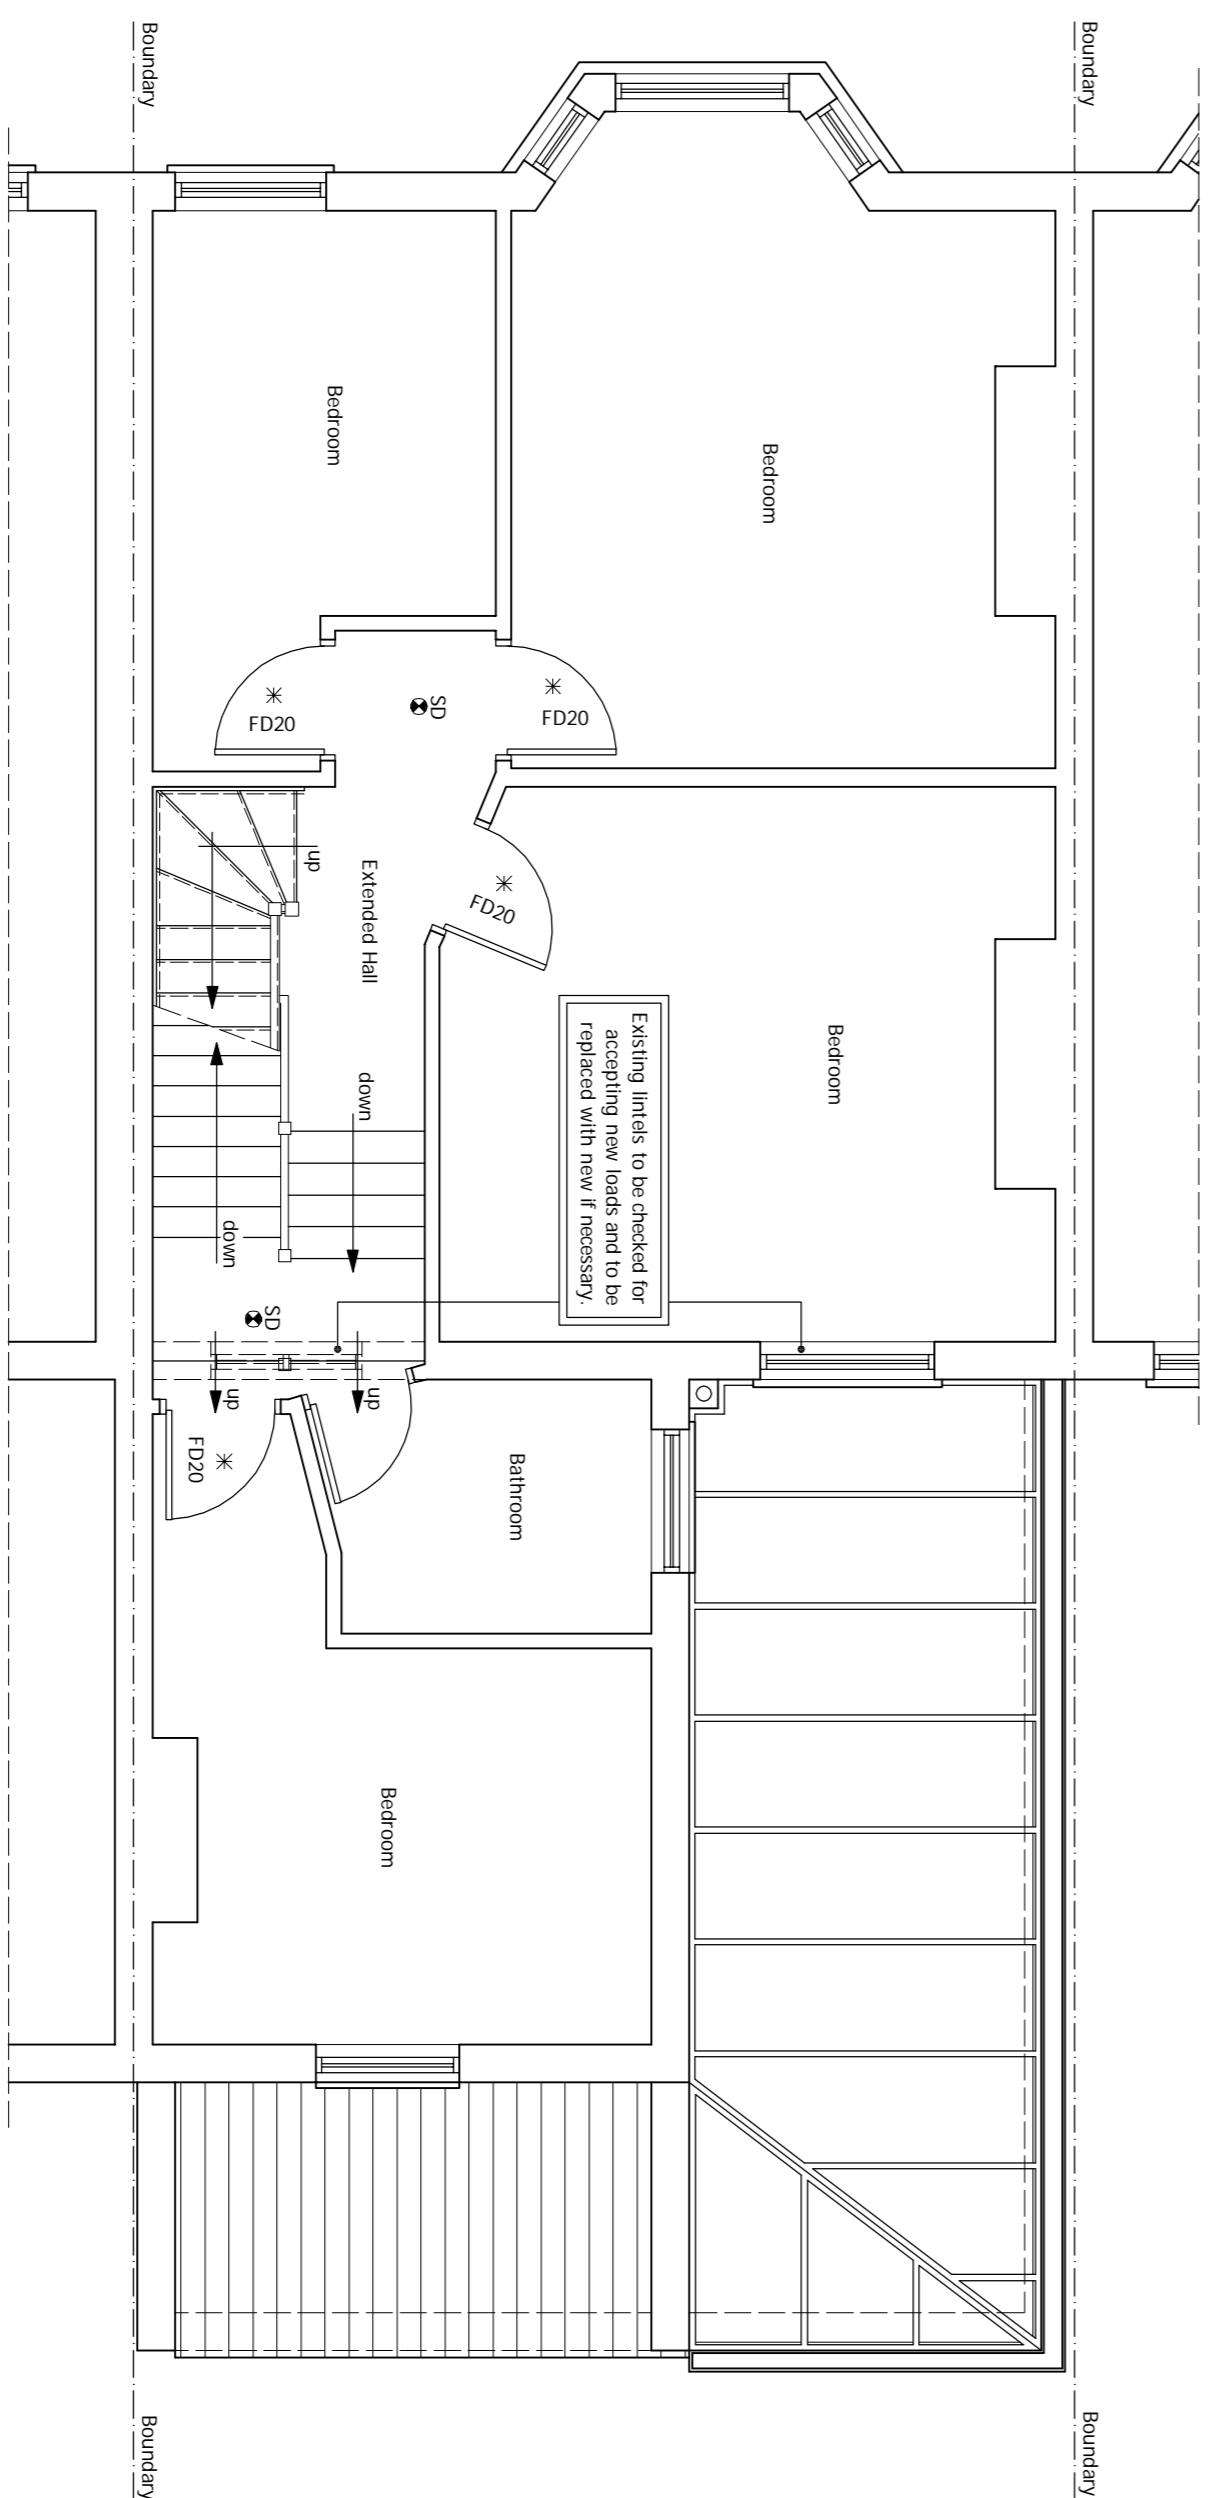 Boundary
Boundary
Bedroom
Bedroom
SD
FD20
FD20
up
Extended Hall
FD20
Bedroom
Existing lintels to be checked for
accepting new loads and to be
replaced with new if necessary.
down
down
SD
up
up
FD20
Bathroom
Bedroom
Boundary
Boundary